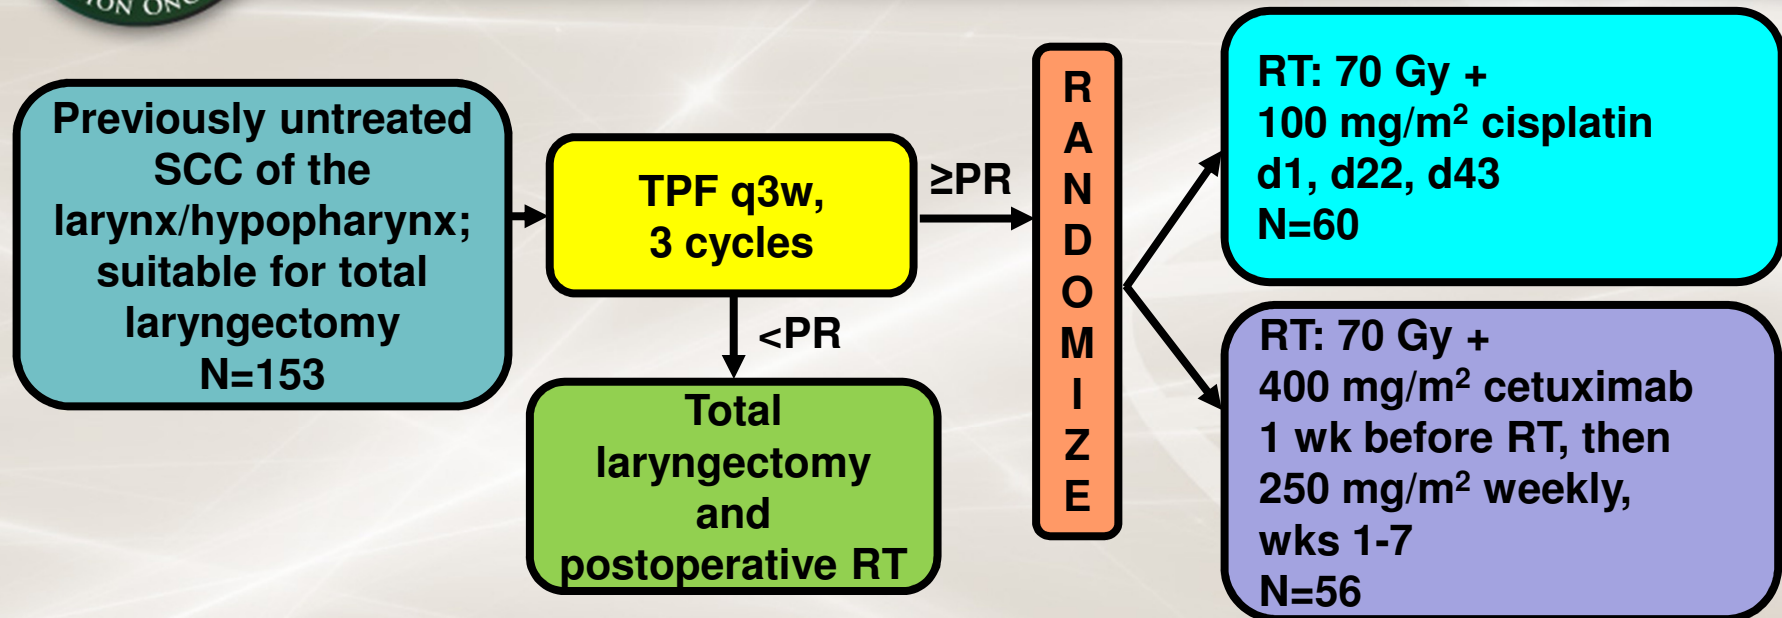 ION ONC
Previously untreated
SCC of the
larynx/hypopharynx;
suitable for total
laryngectomy
N=153
TPF q3w,
3 cycles
≥PR
<PR
Total
laryngectomy
and
postoperative RT
R
A
N
D
O
M
I
Z
E
RT: 70 Gy +
100 mg/m² cisplatin
d1, d22, d43
N=60
RT: 70 Gy +
400 mg/m² cetuximab
1 wk before RT, then
250 mg/m² weekly,
wks 1-7
N=56